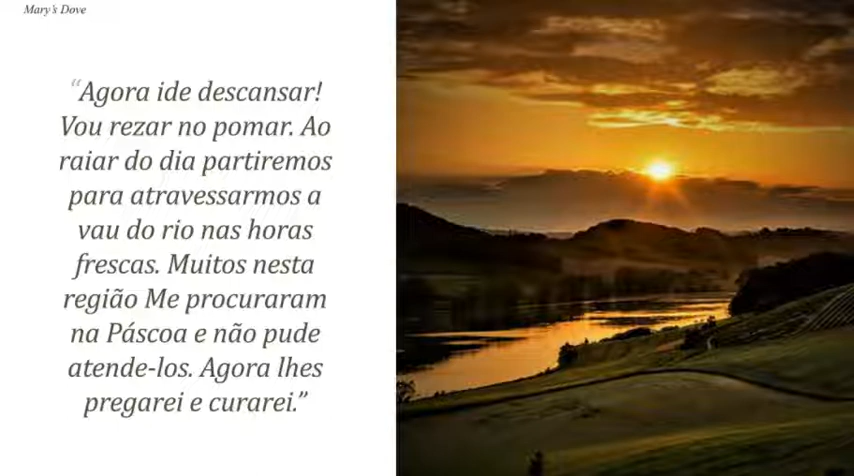 Mary's Dove
“Agora ide descansar!
Vou rezar no pomar. Ao
raiar do dia partiremos
para atravessarmos a
vau do rio nas horas
frescas. Muitos nesta
região Me procuraram
na Páscoa e não pude
atende-los. Agora lhes
pregarei e curarei.”